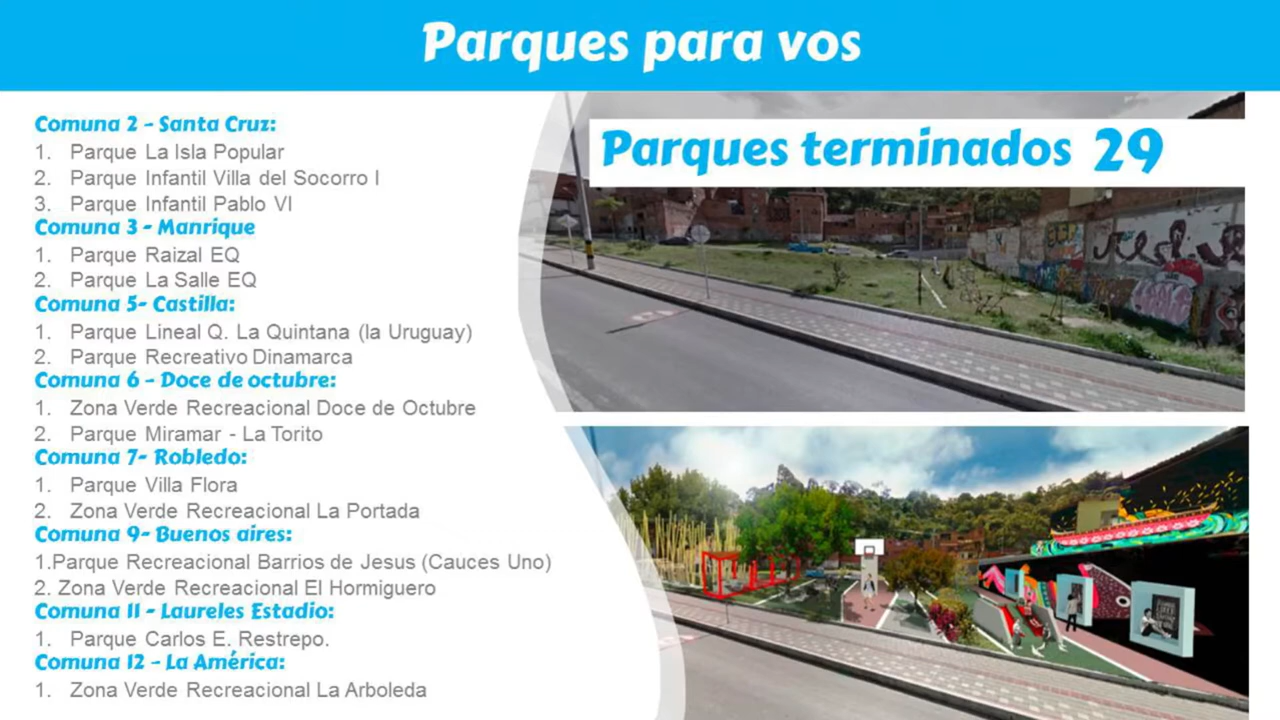 Parques para vos
Comuna 2 - Santa Cruz:
1. Parque La Isla Popular
2. Parque Infantil Villa del Socorro I
3. Parque Infantil Pablo VI
Comuna 3 - Manrique
1. Parque Raizal EQ
2. Parque La Salle EQ
Comuna 5- Castilla:
1. Parque Lineal Q. La Quintana (la Uruguay)
2. Parque Recreativo Dinamarca
Comuna 6 - Doce de octubre:
1. Zona Verde Recreacional Doce de Octubre
2. Parque Miramar - La Torito
Comuna 7- Robledo:
1. Parque Villa Flora
2. Zona Verde Recreacional La Portada
Comuna 9- Buenos aires:
1.Parque Recreacional Barrios de Jesus (Cauces Uno)
2. Zona Verde Recreacional El Hormiguero
Comuna 11 - Laureles Estadio:
1. Parque Carlos E. Restrepo.
Comuna 12 - La América:
1. Zona Verde Recreacional La Arboleda
Parques terminados 29